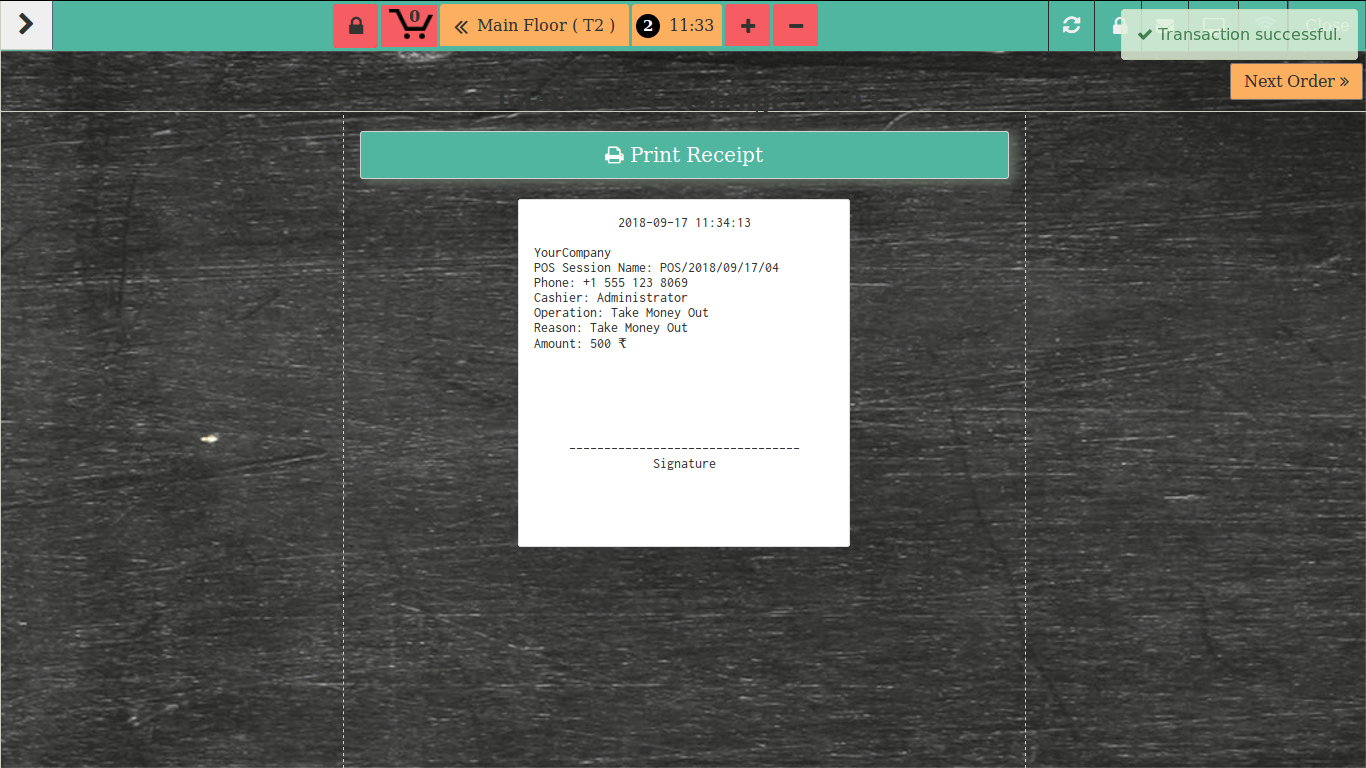 0
Main Floor ( T2 )
2 11:33
Close
Transaction successful.
Next Order
Print Receipt
2018-09-17 11:34:13
YourCompany
POS Session Name: POS/2018/09/17/04
Phone: +1 555 123 8069
Cashier: Administrator
Operation: Take Money Out
Reason: Take Money Out
Amount: 500 ₹
---------------------------------
Signature